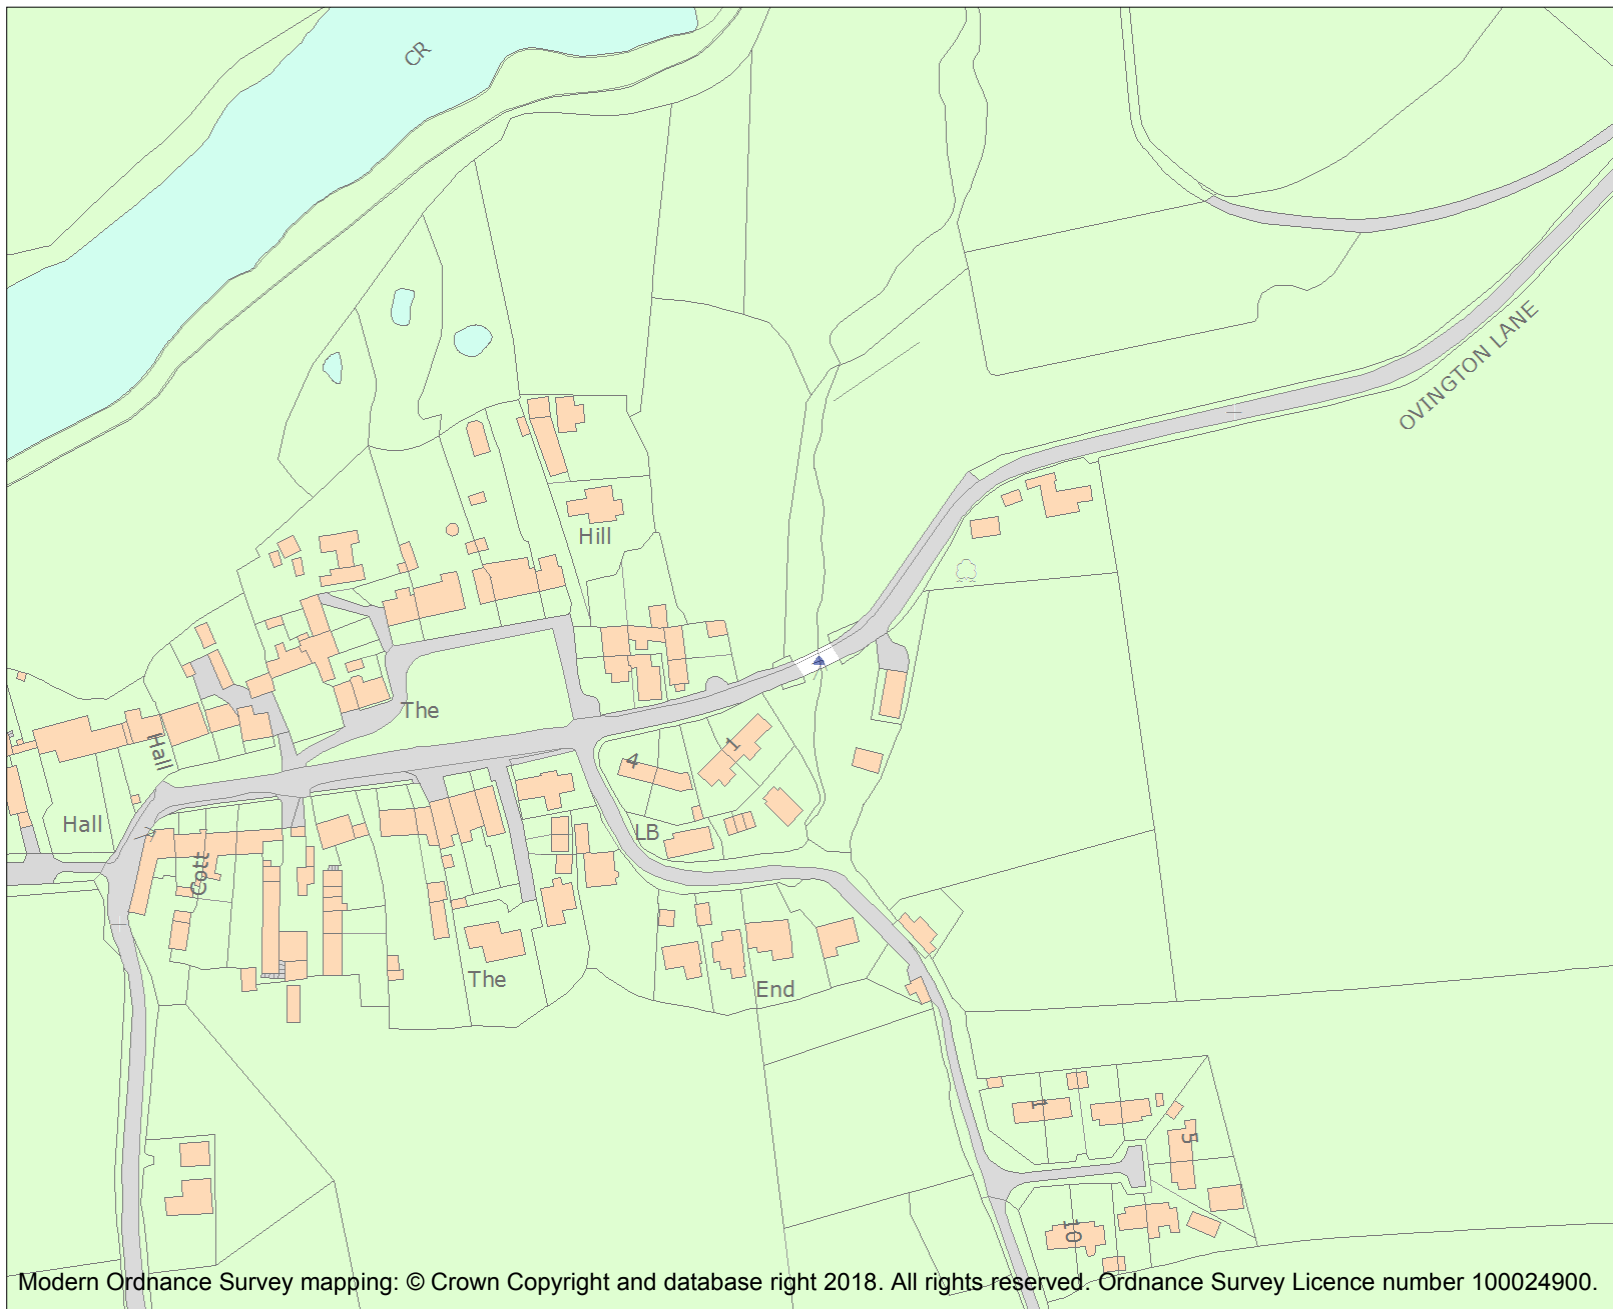 CR
OVINGTON LANE
Hill
The
Hall
4
1
Hall
LB
Cott
The
End
1
5
10
Modern Ordnance Survey mapping: © Crown Copyright and database right 2018. All rights reserved. Ordnance Survey Licence number 100024900.